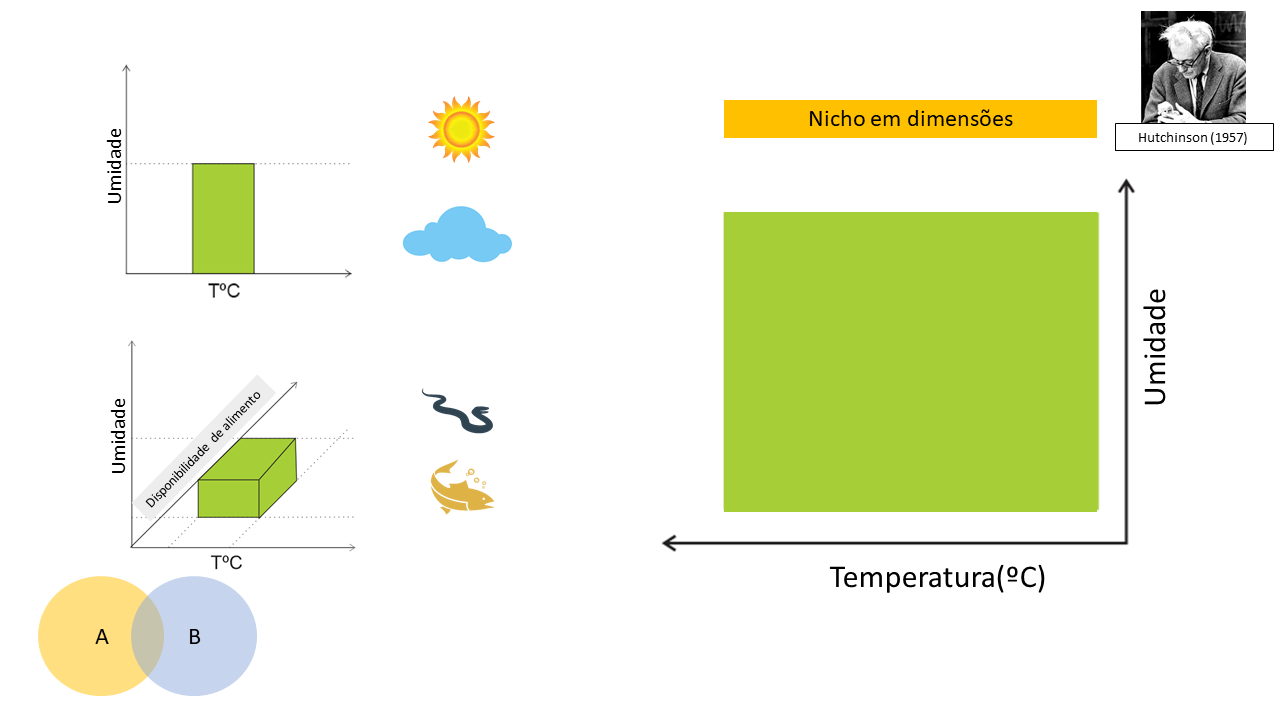 Umidade
TºC
Umidade
Disponibilidade de alimento
TºC
A
B
Nicho em dimensões
Hutchinson (1957)
Umidade
Temperatura(ºC)